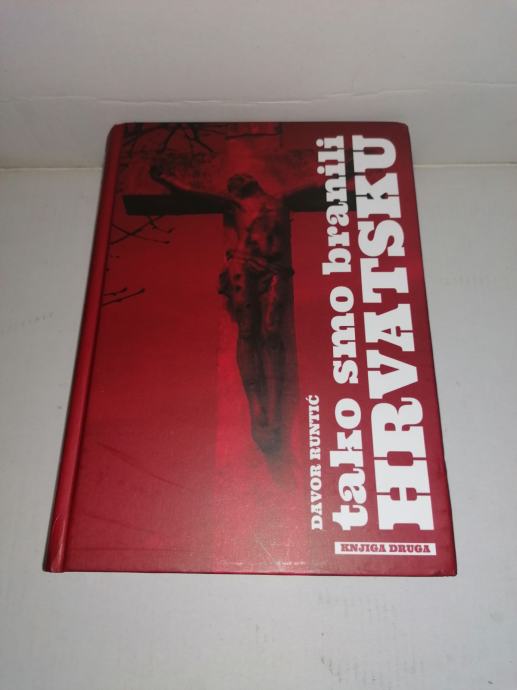 DAVOR RUNTIĆ
tako smo branili
HRVATSKU
KNJIGA DRUGA